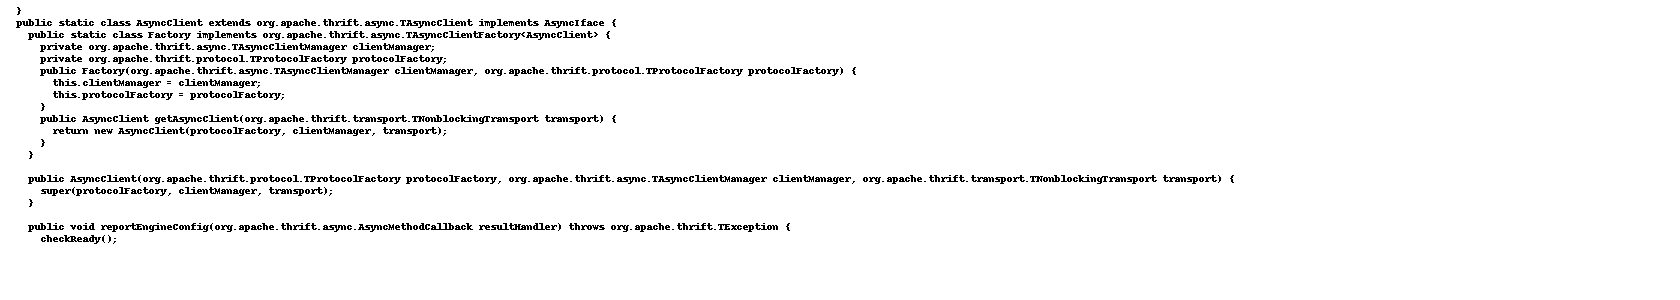 }
public static class AsyncClient extends org.apache.thrift.async.TAsyncClient implements AsyncIface {
public static class Factory implements org.apache.thrift.async.TAsyncClientFactory<AsyncClient> {
private org.apache.thrift.async.TAsyncClientManager clientManager;
private org.apache.thrift.protocol.TProtocolFactory protocolFactory;
public Factory(org.apache.thrift.async.TAsyncClientManager clientManager, org.apache.thrift.protocol.TProtocolFactory protocolFactory) {
this.clientManager = clientManager;
this.protocolFactory = protocolFactory;
}
public AsyncClient getAsyncClient(org.apache.thrift.transport.TNonblockingTransport transport) {
return new AsyncClient(protocolFactory, clientManager, transport);
}
}
public AsyncClient(org.apache.thrift.protocol.TProtocolFactory protocolFactory, org.apache.thrift.async.TAsyncClientManager clientManager, org.apache.thrift.transport.TNonblockingTransport transport) {
super(protocolFactory, clientManager, transport);
}
public void reportEngineConfig(org.apache.thrift.async.AsyncMethodCallback resultHandler) throws org.apache.thrift.TException {
checkReady();